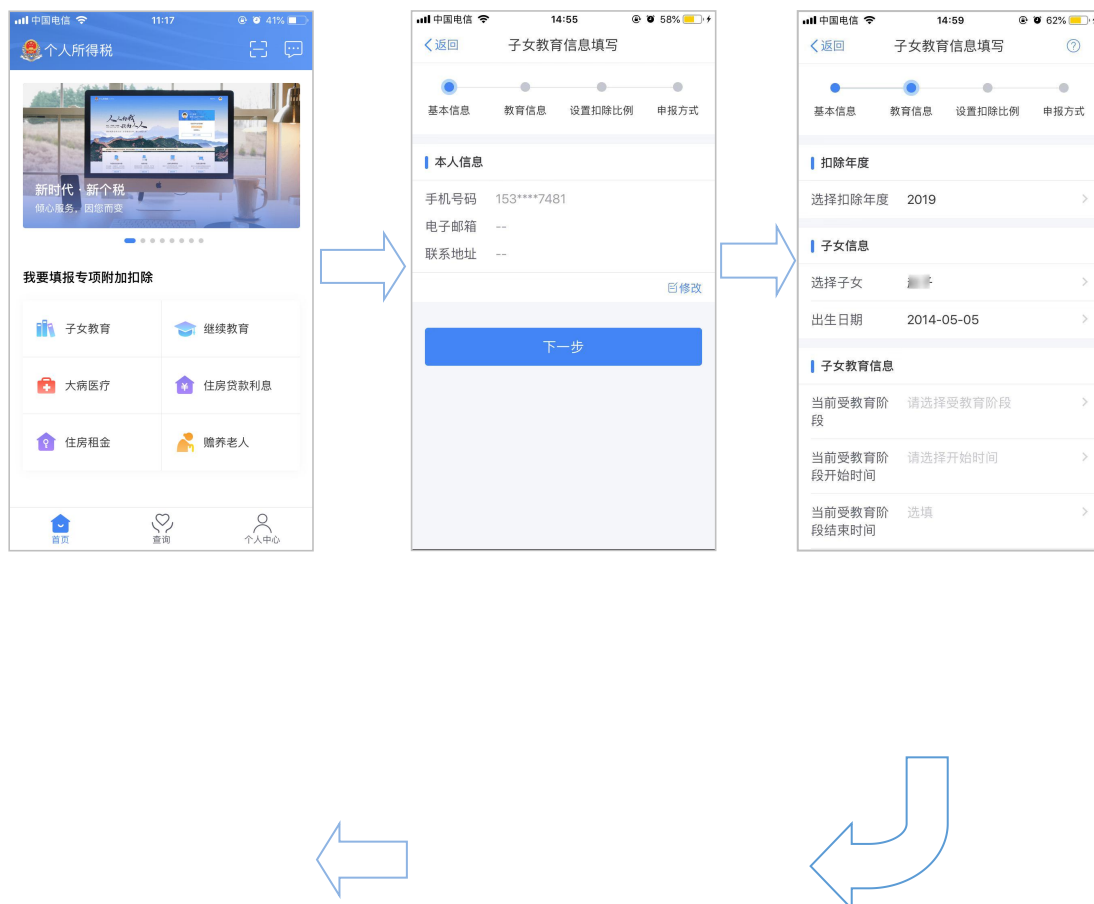 中国电信
11:17
41%
个人所得税
新时代·新个税
倾心服务，因您而变
我要填报专项附加扣除
子女教育
继续教育
大病医疗
住房贷款利息
住房租金
赡养老人
首页
查询
个人中心
中国电信
14:55
58%
返回
子女教育信息填写
基本信息
教育信息
设置扣除比例
申报方式
本人信息
手机号码 153****7481
电子邮箱 --
联系地址 --
修改
下一步
中国电信
14:59
62%
返回
子女教育信息填写
基本信息
教育信息
设置扣除比例
申报方式
扣除年度
选择扣除年度 2019
子女信息
选择子女
出生日期 2014-05-05
子女教育信息
当前受教育阶 请选择受教育阶段
段
当前受教育阶 请选择开始时间
段开始时间
当前受教育阶 选填
段结束时间